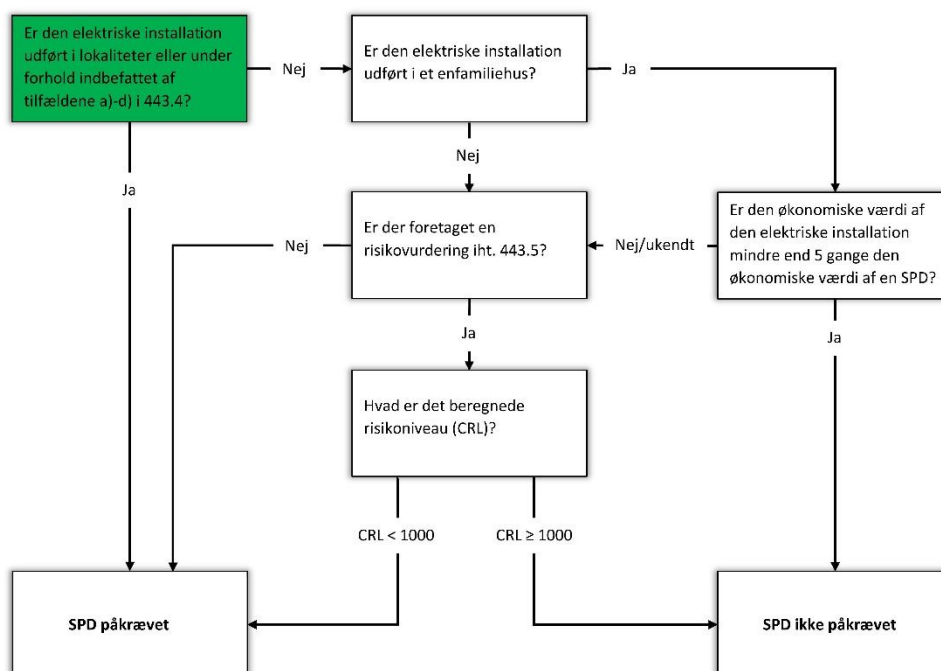 Er den elektriske installation
udført i lokaliteter eller under
forhold indbefattet af
tilfældene a)-d) i 443.4?
Nej
Er den elektriske installation
udført i et enfamiliehus?
Ja
Ja
Nej
Er den økonomiske værdi af
den elektriske installation
mindre end 5 gange den
økonomiske værdi af en SPD?
Nej/ukendt
Er der foretaget en
risikovurdering iht. 443.5?
Nej
Ja
Ja
Hvad er det beregnede
risikoniveau (CRL)?
CRL < 1000
CRL ≥ 1000
SPD påkrævet
SPD ikke påkrævet